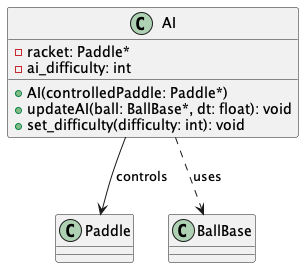 C AI
racket: Paddle*
ai_difficulty: int
AI(controlledPaddle: Paddle*)
updateAI(ball: BallBase*, dt: float): void
set_difficulty(difficulty: int): void
controls
uses
C Paddle
C BallBase